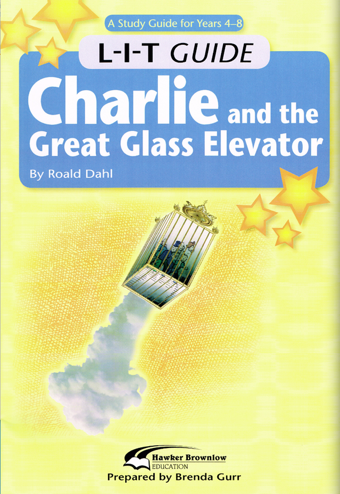 A Study Guide for Years 4–8
L-I-T GUIDE
Charlie and the
Great Glass Elevator
By Roald Dahl
Hawker Brownlow
EDUCATION
Prepared by Brenda Gurr